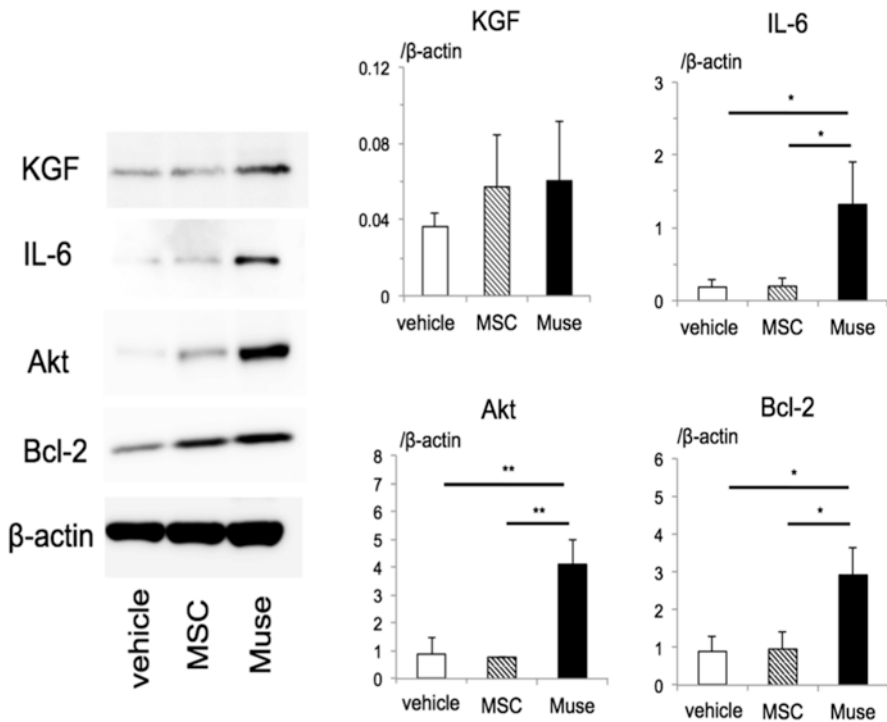 KGF
IL-6
Akt
Bcl-2
β-actin
vehicle
MSC
Muse
KGF
/β-actin
0.12
0.08
0.04
0
vehicle
MSC
Muse
IL-6
/β-actin
3
2
1
0
*
*
vehicle
MSC
Muse
Akt
/β-actin
8
7
6
5
4
3
2
1
0
**
**
vehicle
MSC
Muse
Bcl-2
/β-actin
6
5
4
3
2
1
0
*
*
vehicle
MSC
Muse